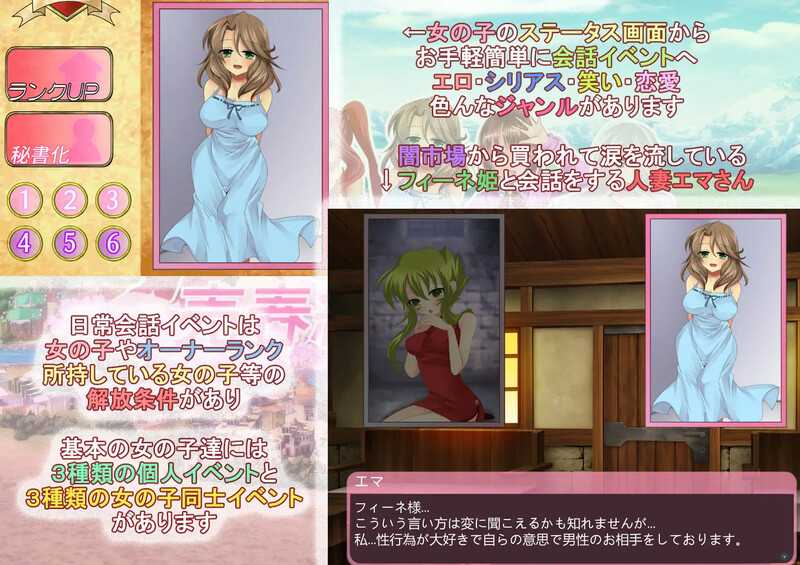 ランクUP
秘書化
1 2 3
4 5 6
←女の子のステータス画面から
お手軽簡単に会話イベントへ
エロ・シリアス・笑い・恋愛
色んなジャンルがあります
闇市場から買われて涙を流している
↓フィーネ姫と会話をする人妻エマさん
日常会話イベントは
女の子やオーナーランク
所持している女の子等の
解放条件があり
基本の女の子達には
3種類の個人イベントと
3種類の女の子同士イベント
があります
エマ
フィーネ様…
こういう言い方は変に聞こえるかも知れませんが…
私…性行為が大好きで自らの意思で男性のお相手をしております。